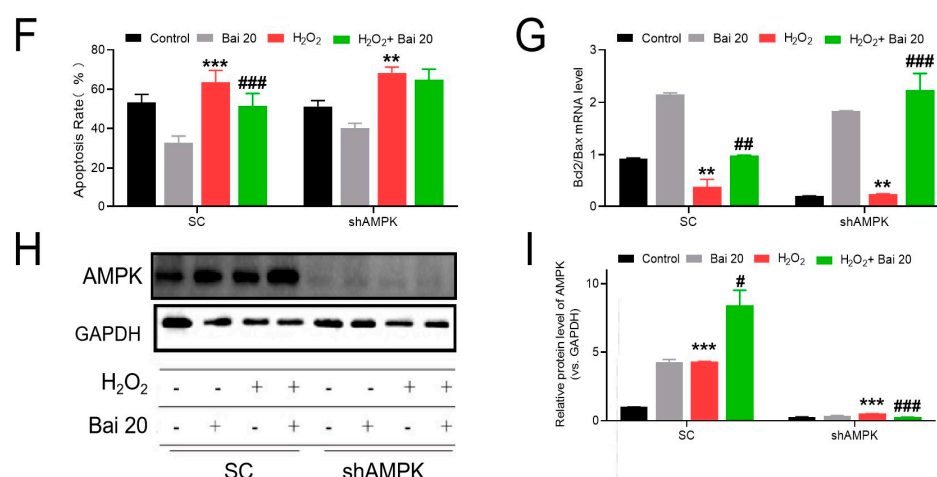 F
Control Bai 20 H₂O₂ H₂O₂+ Bai 20
Apoptosis Rate( % )
80
60
40
20
0
*** ### **
SC shAMPK
G
Control Bai 20 H₂O₂ H₂O₂+ Bai 20
Bcl2/Bax mRNA level
3
2
1
0
** ## ** ###
SC shAMPK
H
AMPK
GAPDH
H₂O₂ - - + + - - + +
Bai 20 - + - + - + - +
SC shAMPK
I
Control Bai 20 H₂O₂ H₂O₂+ Bai 20
Relative protein level of AMPK
(vs. GAPDH)
10
5
0
*** # *** ###
SC shAMPK